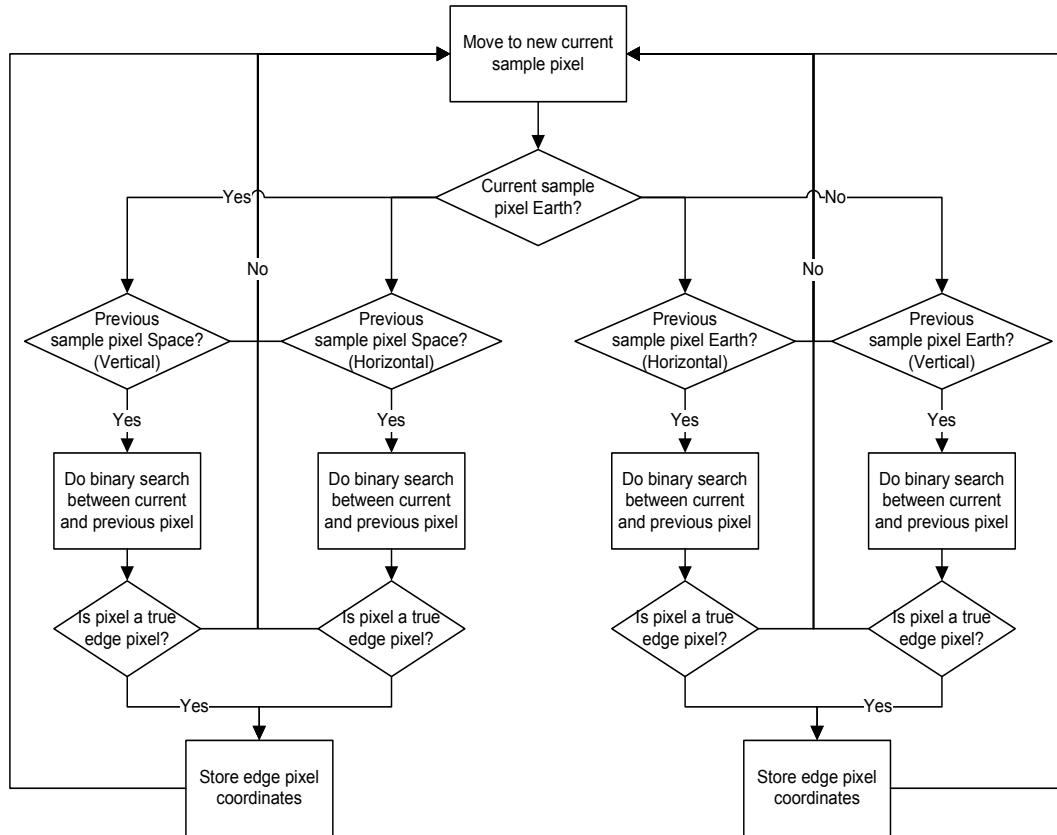 Move to new current
sample pixel
Current sample
pixel Earth?
Yes
No
No
No
Previous
sample pixel Space?
(Vertical)
Previous
sample pixel Space?
(Horizontal)
Previous
sample pixel Earth?
(Horizontal)
Previous
sample pixel Earth?
(Vertical)
Yes
Yes
Yes
Yes
Do binary search
between current
and previous pixel
Do binary search
between current
and previous pixel
Do binary search
between current
and previous pixel
Do binary search
between current
and previous pixel
Is pixel a true
edge pixel?
Is pixel a true
edge pixel?
Is pixel a true
edge pixel?
Is pixel a true
edge pixel?
Yes
Yes
Store edge pixel
coordinates
Store edge pixel
coordinates